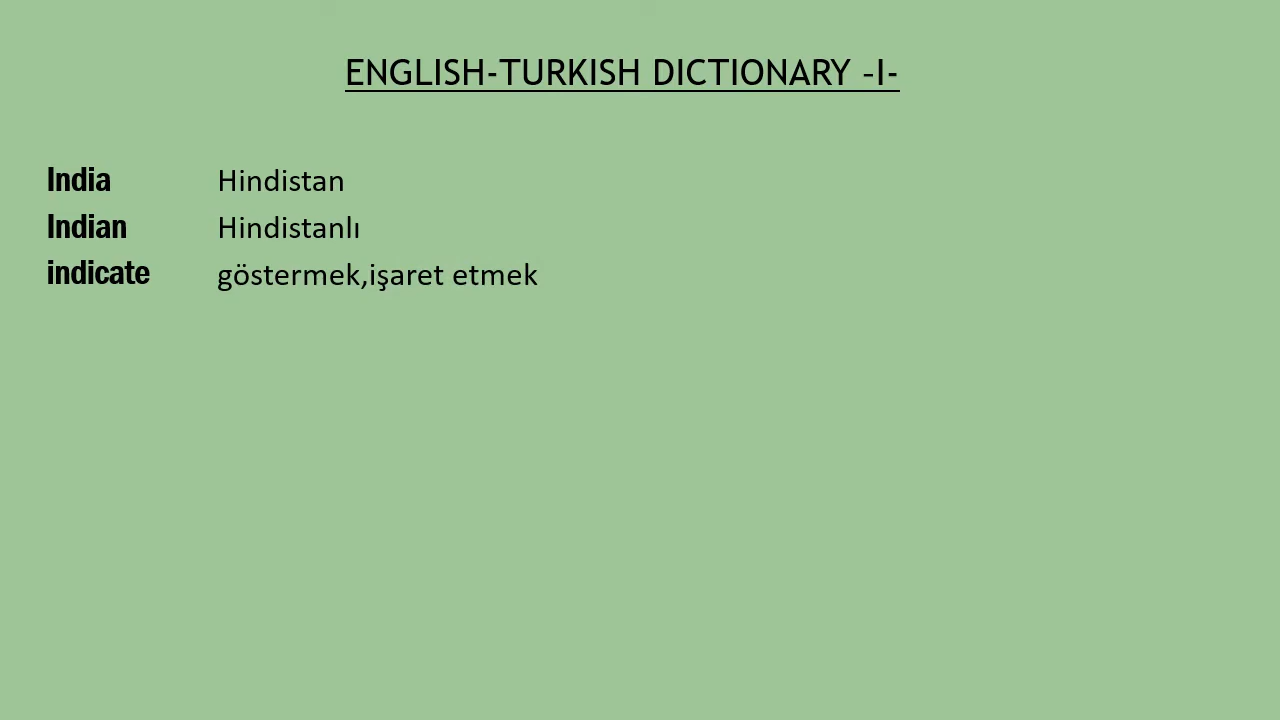 ENGLISH-TURKISH DICTIONARY –I-
India Hindistan
Indian Hindistanlı
indicate göstermek,işaret etmek